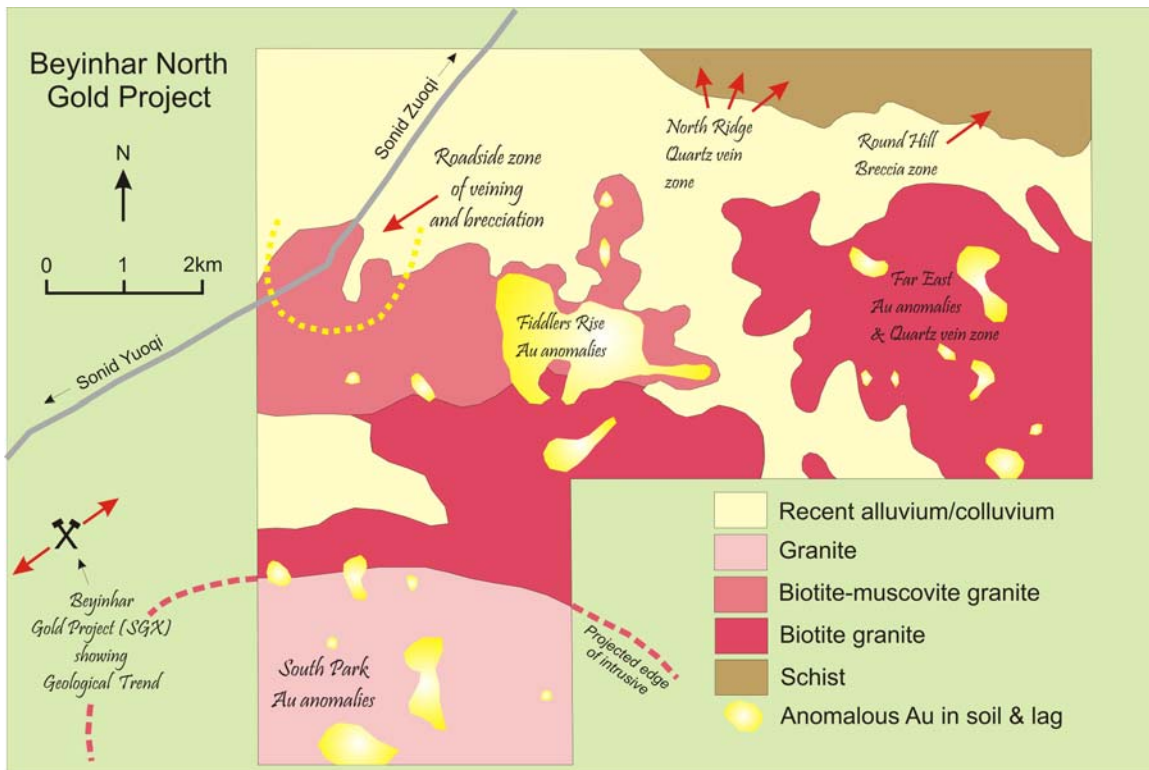 Beyinhar North
Gold Project
N
0 1 2km
Sonid Zuoqi
Sonid Yuoqi
Roadside zone
of veining
and brecciation
North Ridge
Quartz vein
zone
Round Hill
Breccia zone
Fiddlers Rise
Au anomalies
Far East
Au anomalies
& Quartz vein zone
Beyinhar
Gold Project (SGX)
showing
Geological Trend
South Park
Au anomalies
Projected edge
of intrusive
Recent alluvium/colluvium
Granite
Biotite-muscovite granite
Biotite granite
Schist
Anomalous Au in soil & lag